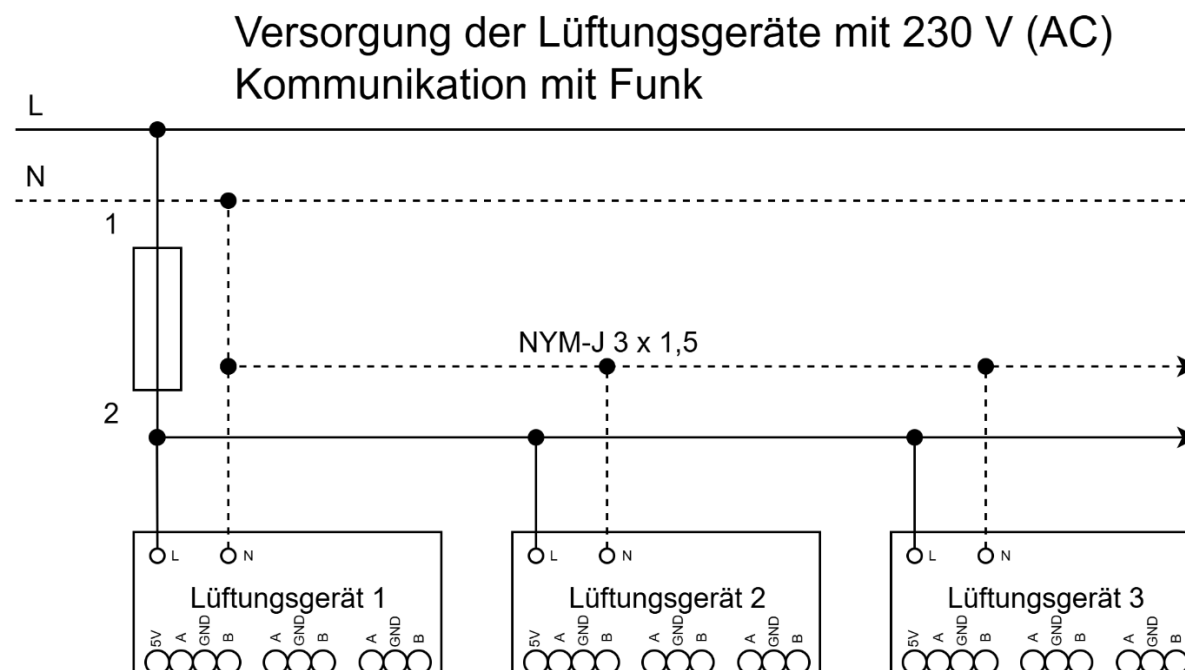 Versorgung der Lüftungsgeräte mit 230 V (AC)
Kommunikation mit Funk
L
N
1
NYM-J 3 x 1,5
2
L N L N L N
Lüftungsgerät 1 Lüftungsgerät 2 Lüftungsgerät 3
5V A GND B A GND B A GND B 5V A GND B A GND B A GND B 5V A GND B A GND B A GND B